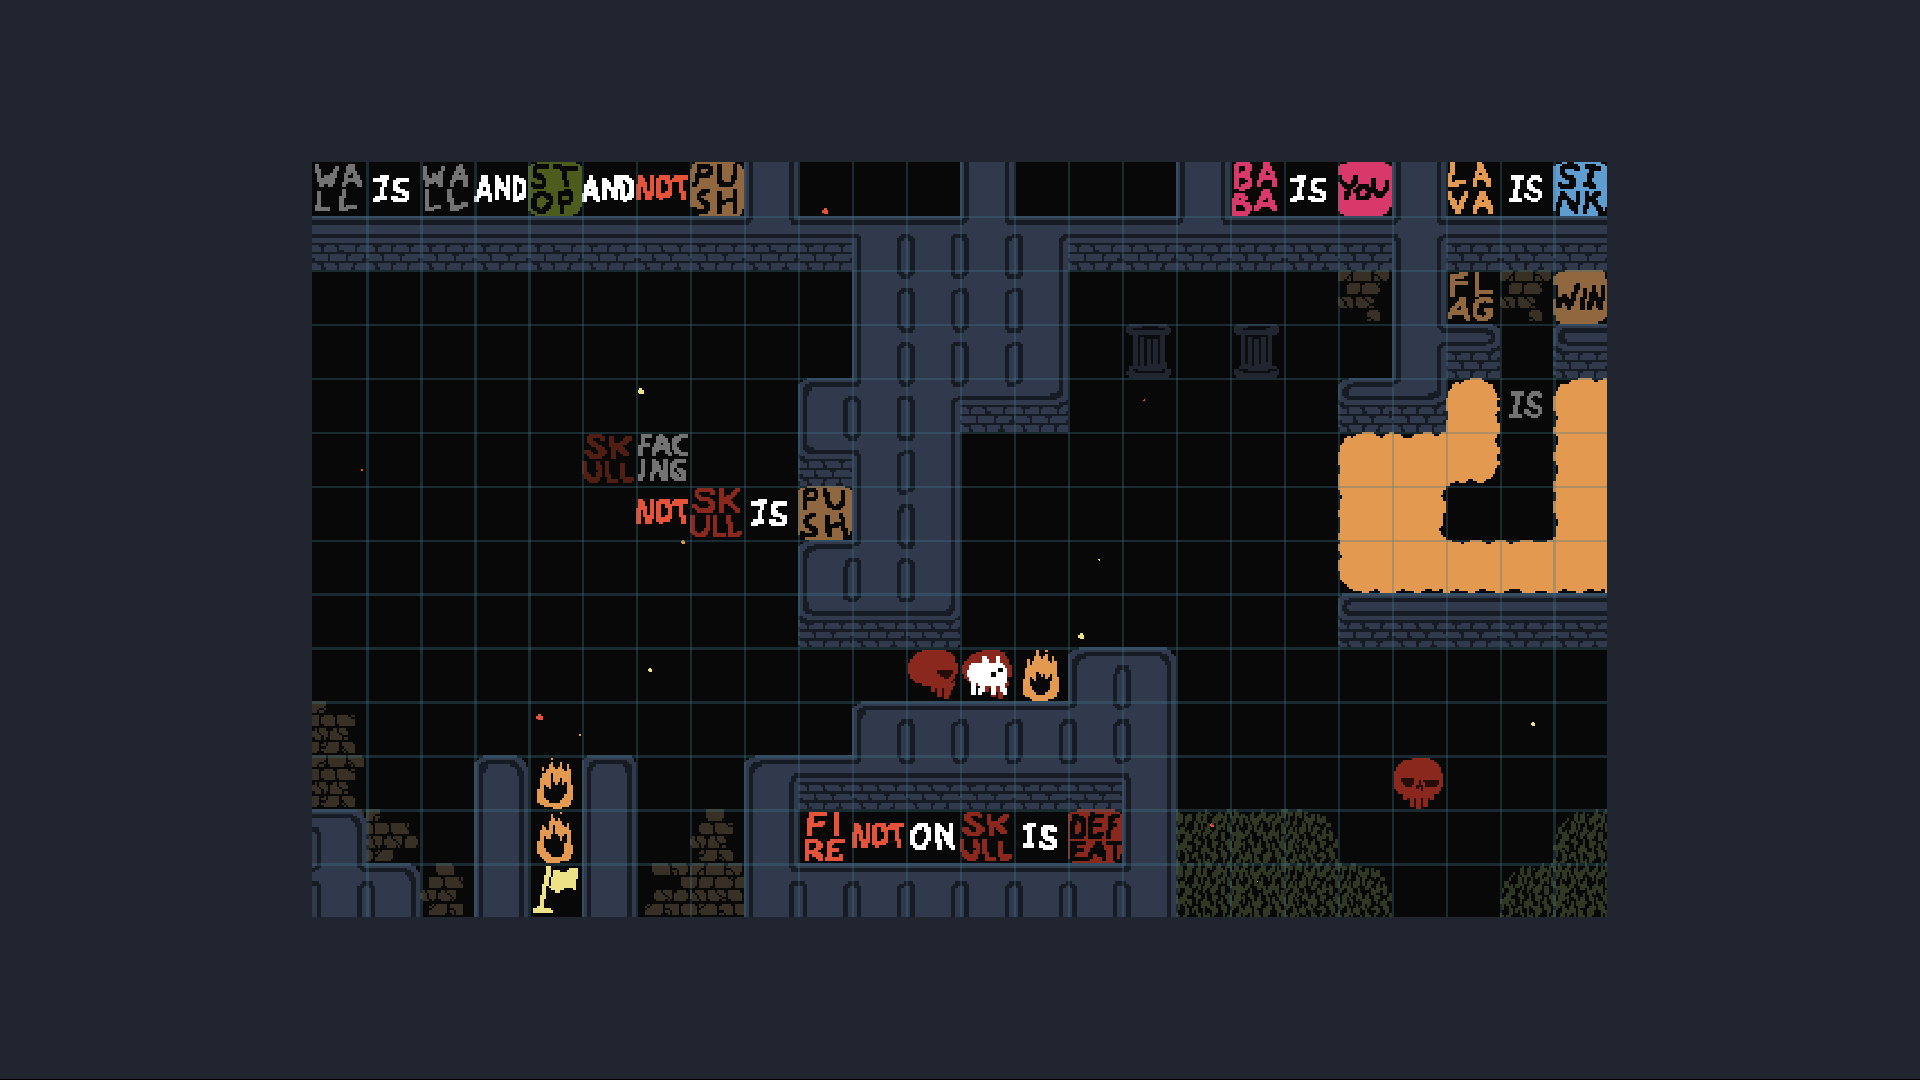 WALL IS WALL AND STOP AND NOT PUSH
BABA IS YOU
LAVA IS SINK
FLAG WIN
IS
SKULL FACING
NOT SKULL IS PUSH
FIRE NOT ON SKULL IS DEFEAT